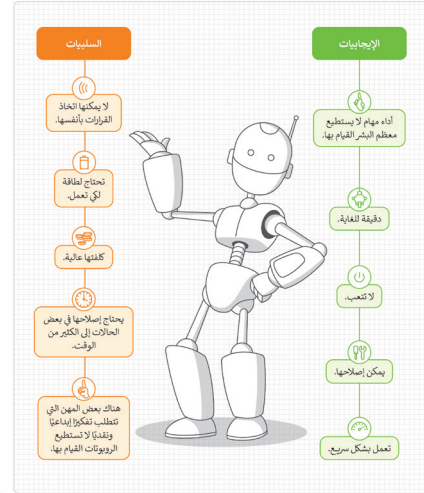 الإيجابيات
أداء مهام لا يستطيع
معظم البشر القيام بها.
دقيقة للغاية.
لا تتعب.
يمكن إصلاحها.
تعمل بشكل سريع.
السلبيات
لا يمكنها اتخاذ
القرارات بأنفسها.
تحتاج لطاقة
لكي تعمل.
كلفتها عالية.
يحتاج إصلاحها في بعض
الحالات إلى الكثير من
الوقت.
هناك بعض المهن التي
تتطلب تفكيرًا إبداعيًا
ونقديًا لا تستطيع
الروبوتات القيام بها.